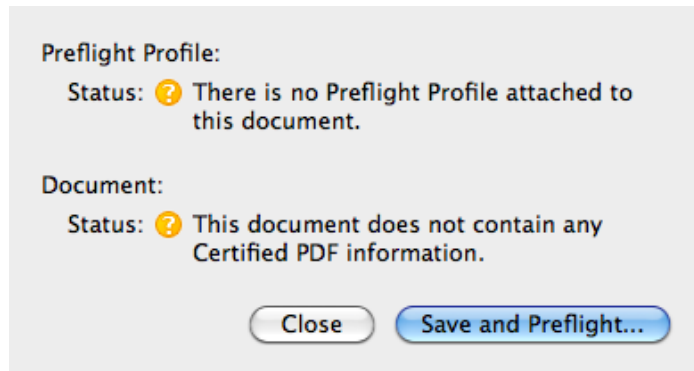 Preflight Profile:
Status: ? There is no Preflight Profile attached to
this document.
Document:
Status: ? This document does not contain any
Certified PDF information.
Close Save and Preflight...